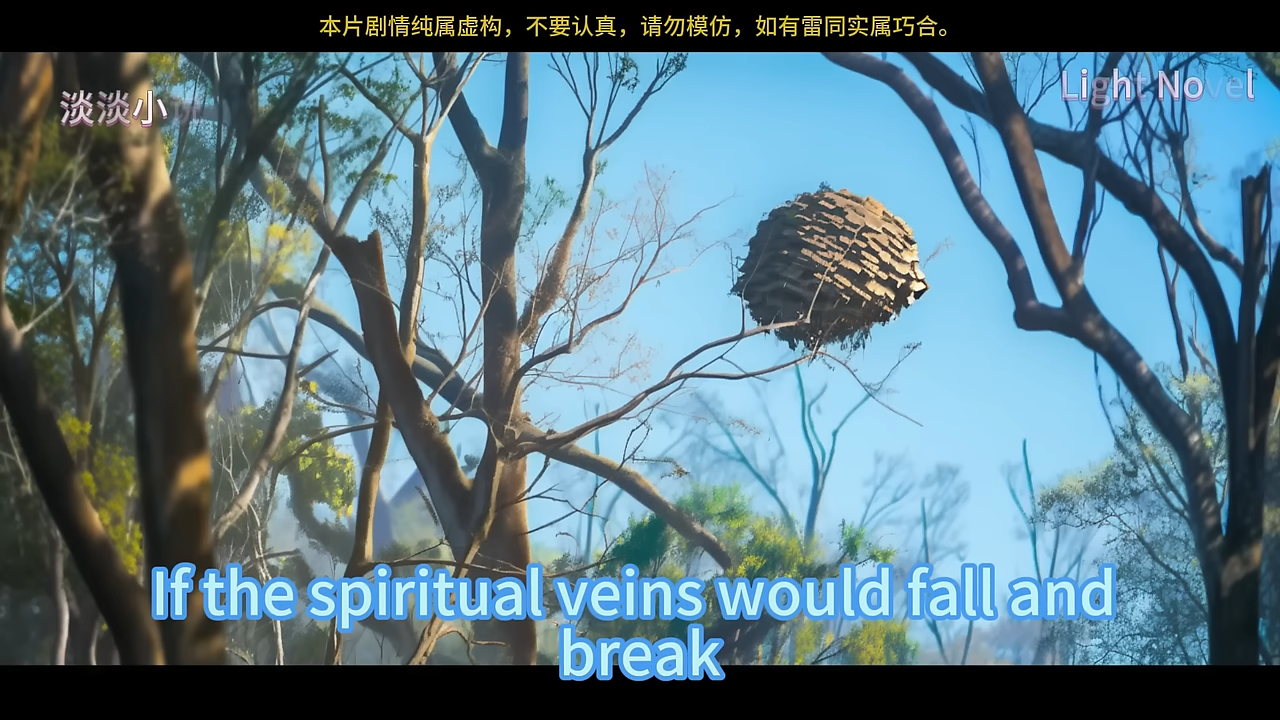 本片剧情纯属虚构，不要认真，请勿模仿，如有雷同实属巧合。
淡淡小
Light Novel
If the spiritual veins would fall and
break